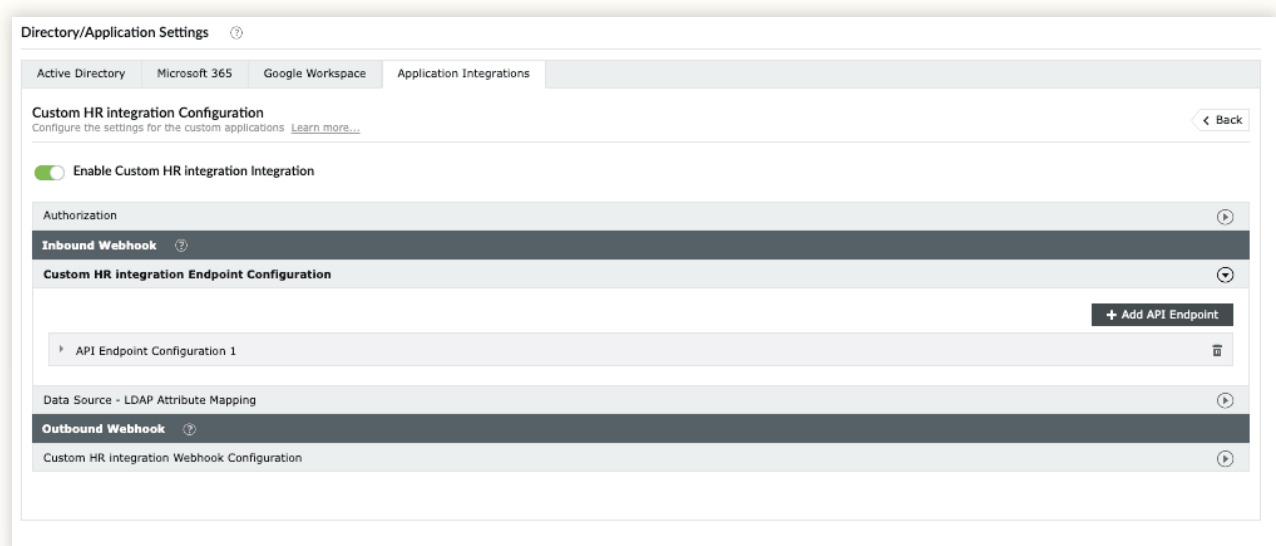 Directory/Application Settings ?
Active Directory Microsoft 365 Google Workspace Application Integrations
Custom HR integration Configuration
Configure the settings for the custom applications Learn more...
Back
Enable Custom HR integration Integration
Authorization
Inbound Webhook ?
Custom HR integration Endpoint Configuration
+ Add API Endpoint
API Endpoint Configuration 1
Data Source - LDAP Attribute Mapping
Outbound Webhook ?
Custom HR integration Webhook Configuration